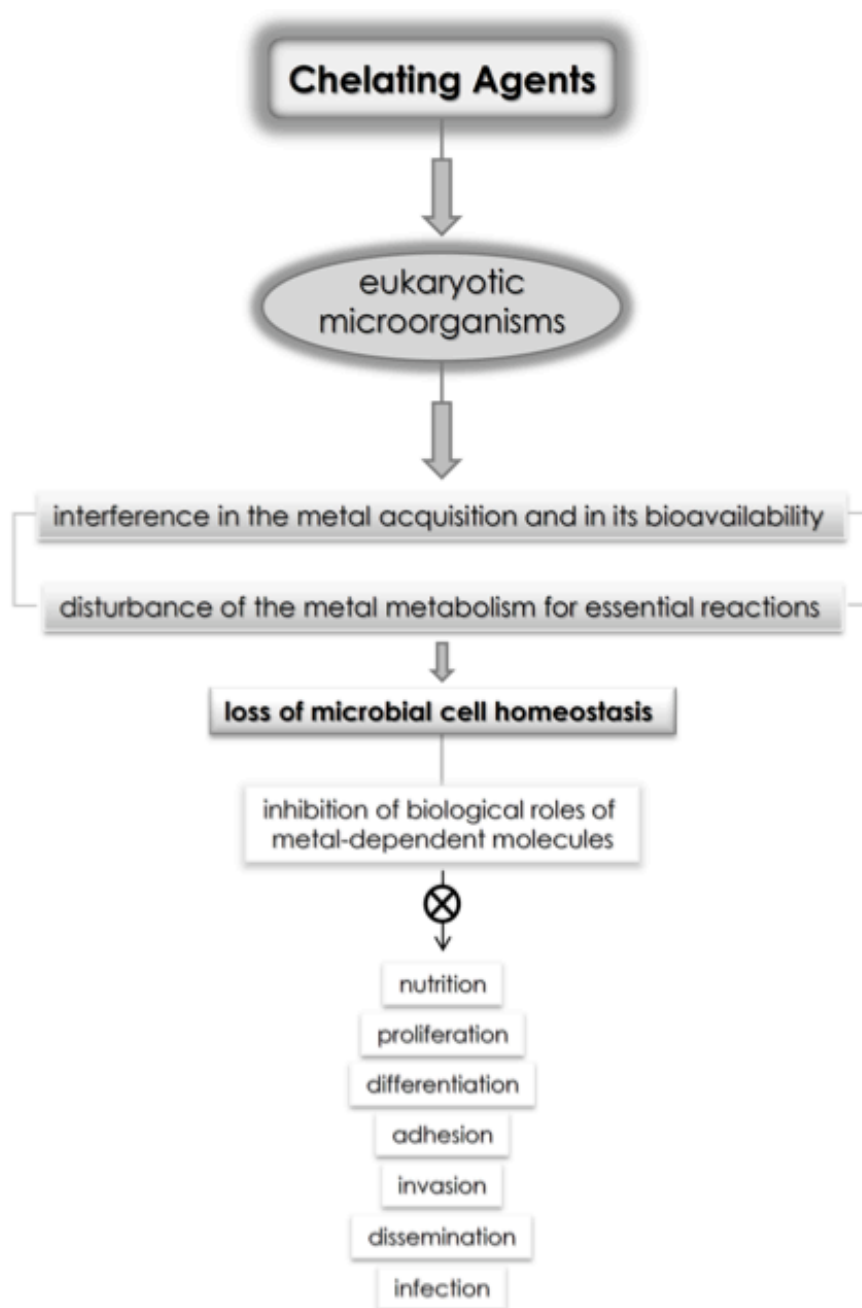 Chelating Agents
eukaryotic
microorganisms
interference in the metal acquisition and in its bioavailability
disturbance of the metal metabolism for essential reactions
loss of microbial cell homeostasis
inhibition of biological roles of
metal-dependent molecules
nutrition
proliferation
differentiation
adhesion
invasion
dissemination
infection